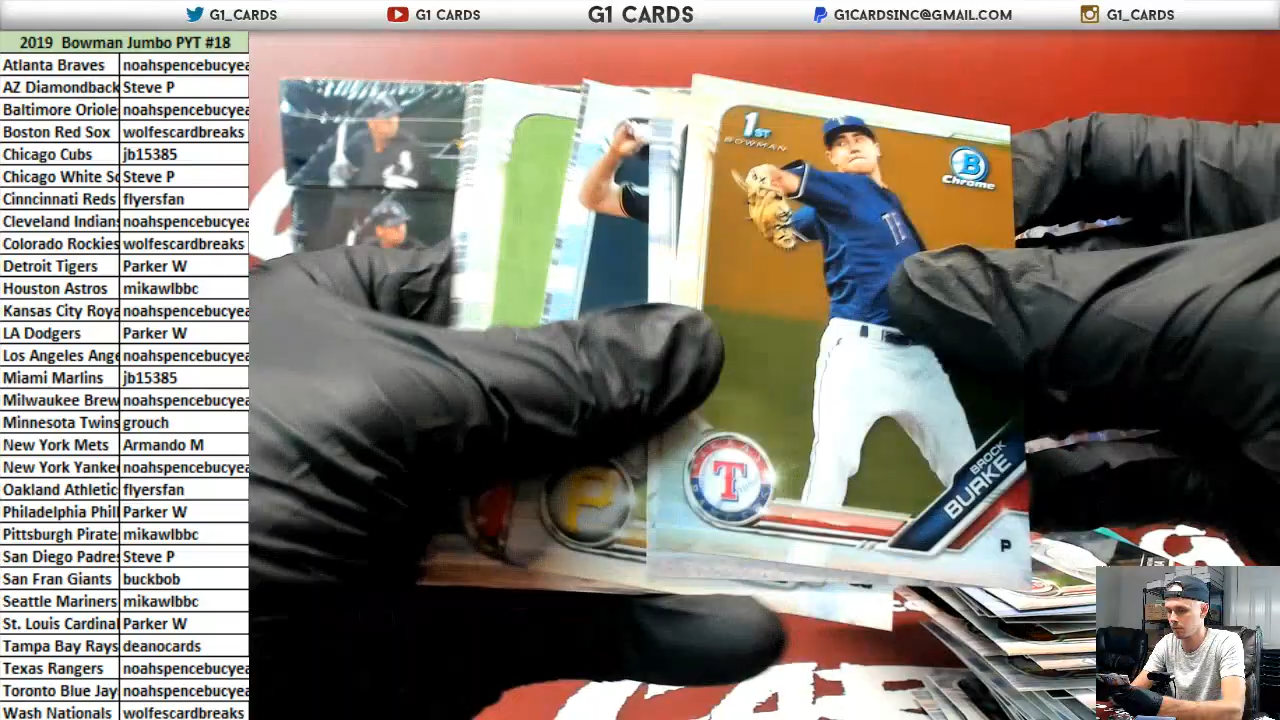 G1_CARDS
G1 CARDS
G1 CARDS
G1CARDSINC@GMAIL.COM
G1_CARDS
2019 Bowman Jumbo PYT #18
Atlanta Braves noahspencebucyea
AZ Diamondback Steve P
Baltimore Oriole noahspencebucyea
Boston Red Sox wolfescardbreaks
Chicago Cubs jb15385
Chicago White So Steve P
Cinncinnati Reds flyersfan
Cleveland Indian noahspencebucyea
Colorado Rockies wolfescardbreaks
Detroit Tigers Parker W
Houston Astros mikawlbbc
Kansas City Roya noahspencebucyea
LA Dodgers Parker W
Los Angeles Ange noahspencebucyea
Miami Marlins jb15385
Milwaukee Brew noahspencebucyea
Minnesota Twins grouch
New York Mets Armando M
New York Yankee noahspencebucyea
Oakland Athletic flyersfan
Philadelphia Phill Parker W
Pittsburgh Pirate mikawlbbc
San Diego Padre Steve P
San Fran Giants buckbob
Seattle Mariners mikawlbbc
St. Louis Cardinal Parker W
Tampa Bay Rays deanocards
Texas Rangers noahspencebucyea
Toronto Blue Jay noahspencebucyea
Wash Nationals wolfescardbreaks
1ST
BOWMAN
B
Chrome
T
P
BROCK
BURKE
P